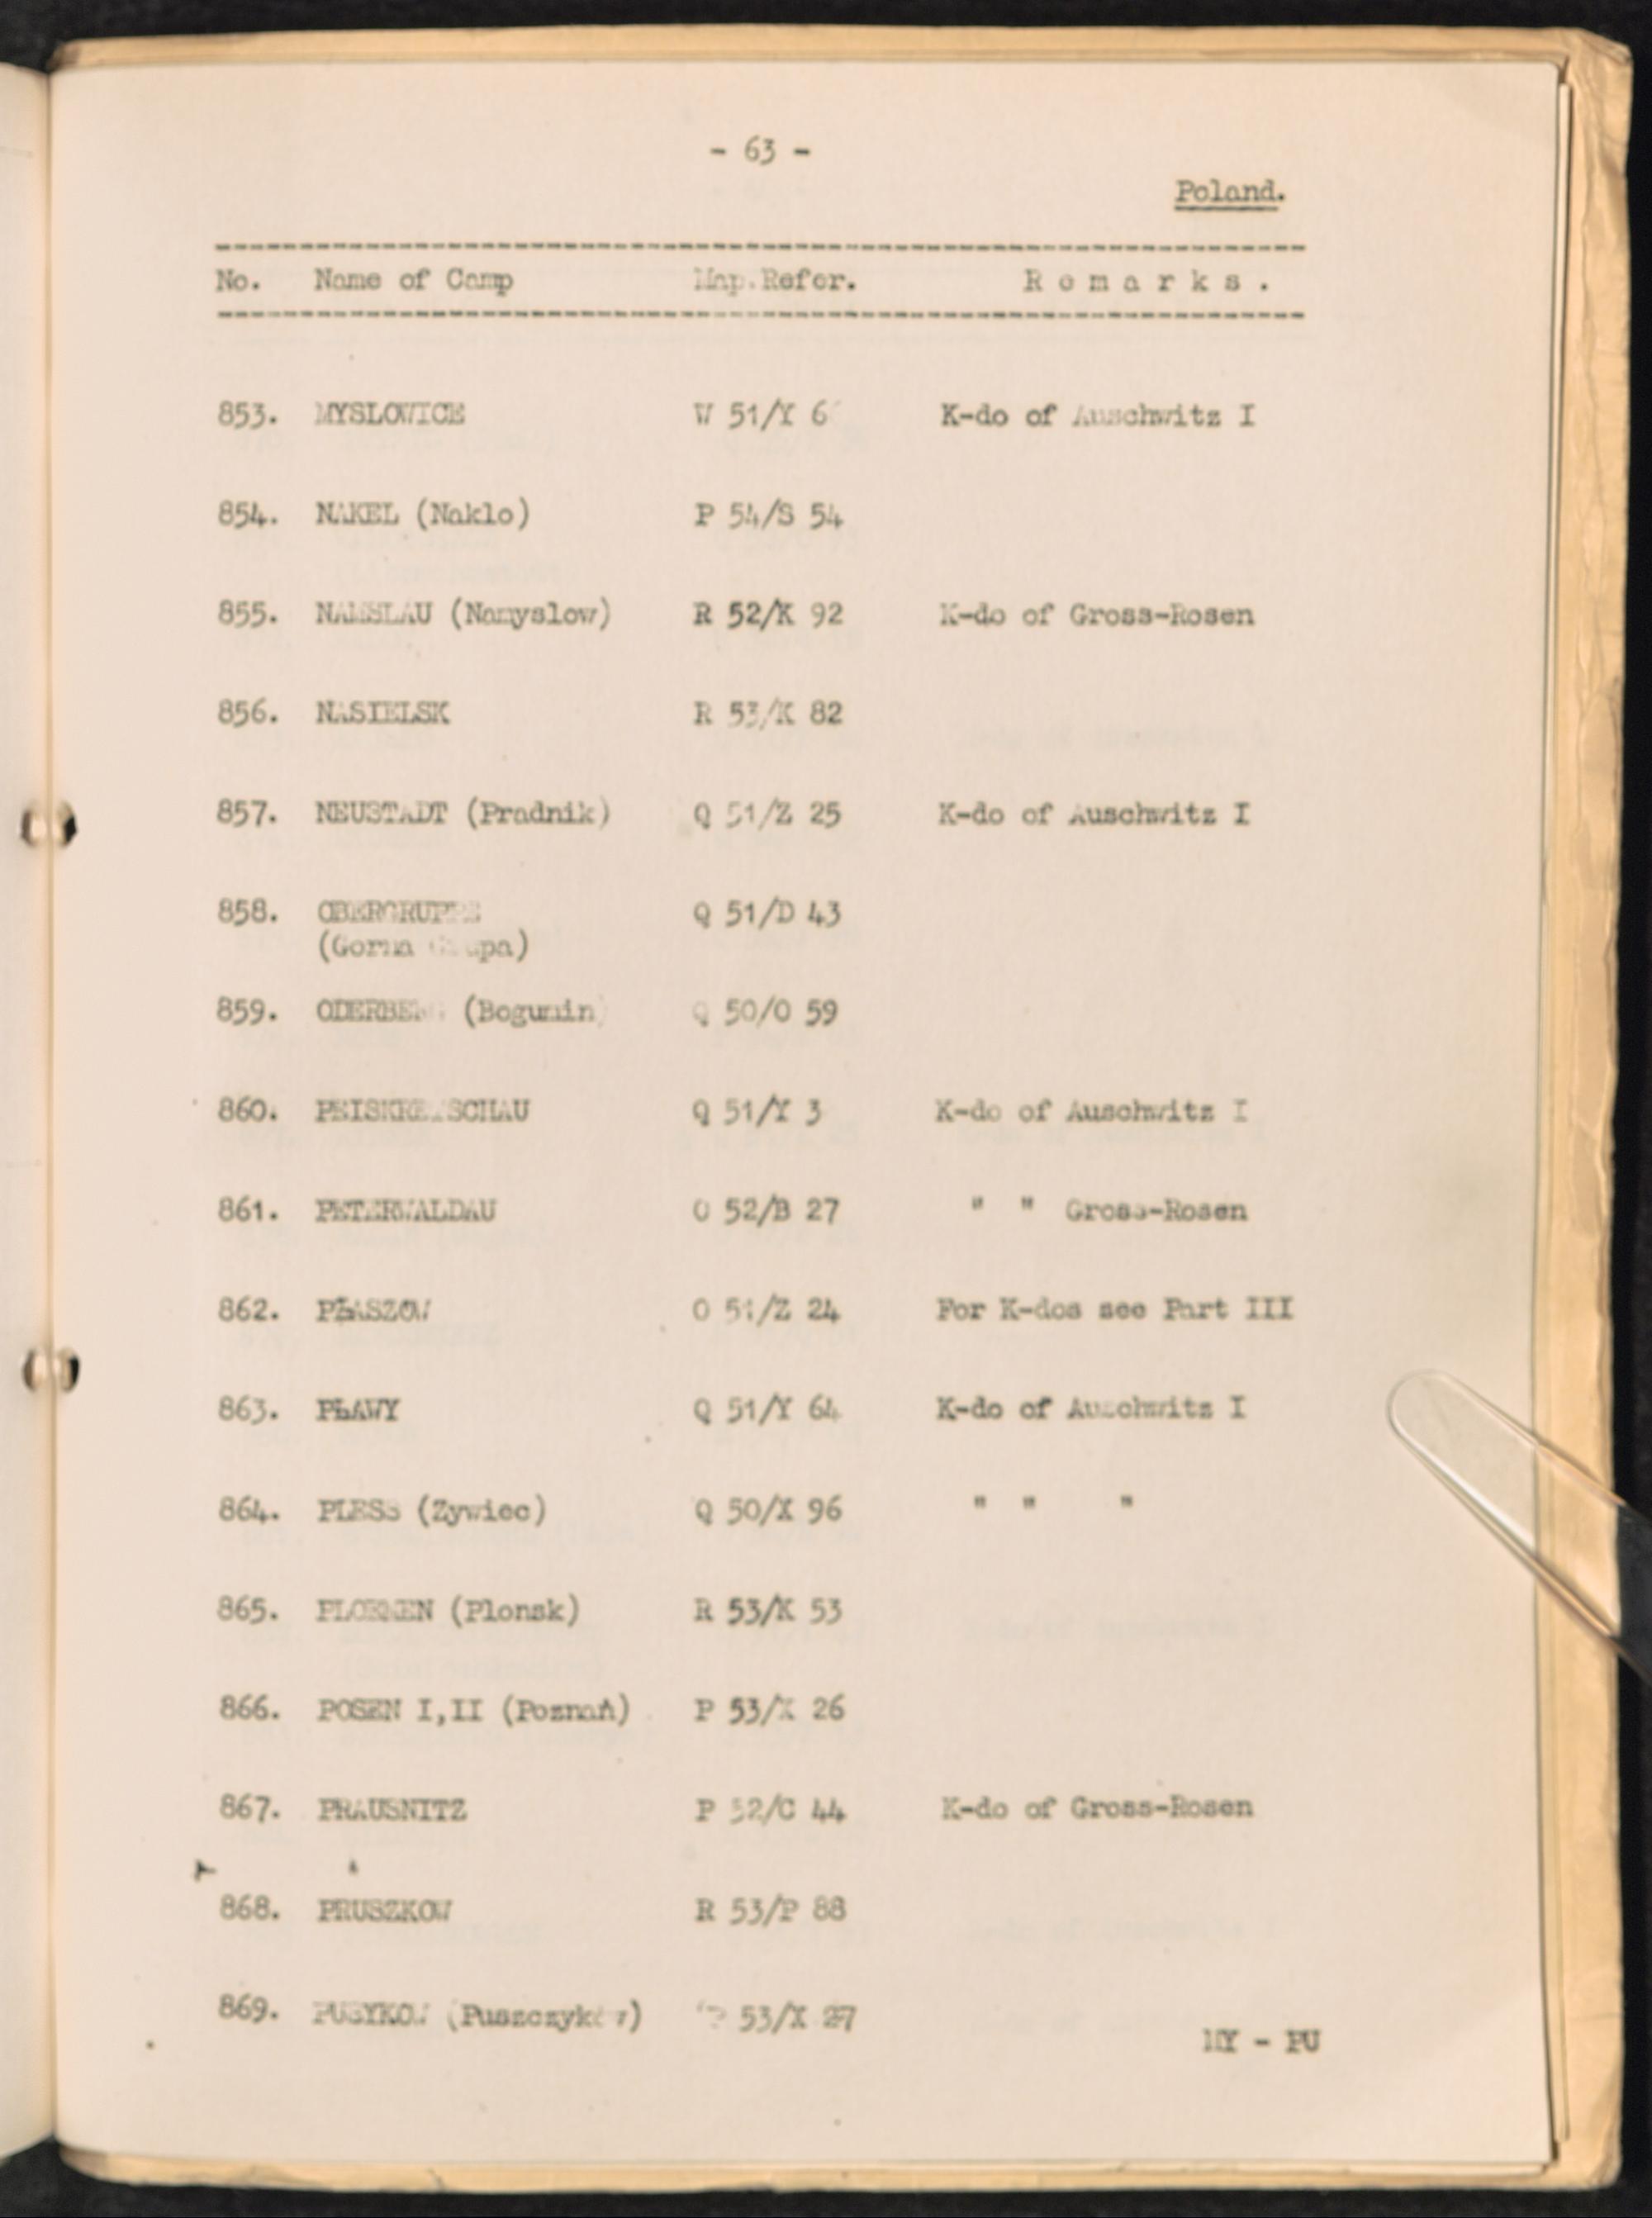 - 63 -
Poland.
No. Name of Camp Map.Refer. Remarks.
853. MYSLOWICE W 51/Y 6 K-do of Auschwitz I
854. NAKEL (Naklo) P 54/S 54
855. NAMSLAU (Namyslow) R 52/K 92 K-do of Gross-Rosen
856. NASIELSK R 53/K 82
857. NEUSTADT (Pradnik) Q 51/Z 25 K-do of Auschwitz I
858. OBERGRUPPE Q 51/D 43
(Gorna Grupa)
859. ODERBERG (Bogumin) Q 50/O 59
860. PEISKRETSCHAU Q 51/Y 3 K-do of Auschwitz I
861. PETERWALDAU O 52/B 27 " " Gross-Rosen
862. PŁASZOW O 51/Z 24 For K-dos see Part III
863. PŁAWY Q 51/Y 64 K-do of Auschwitz I
864. PLESS (Zywiec) Q 50/X 96 " " "
865. (Plonsk) R 53/K 53
866. POSEN I,II (Poznań) P 53/X 26
867. PRAUSNITZ P 52/C 44 K-do of Gross-Rosen
868. PRUSZKOW R 53/P 88
869. PUSYKOW (Puszczyków) P 53/X 27
MY - PU